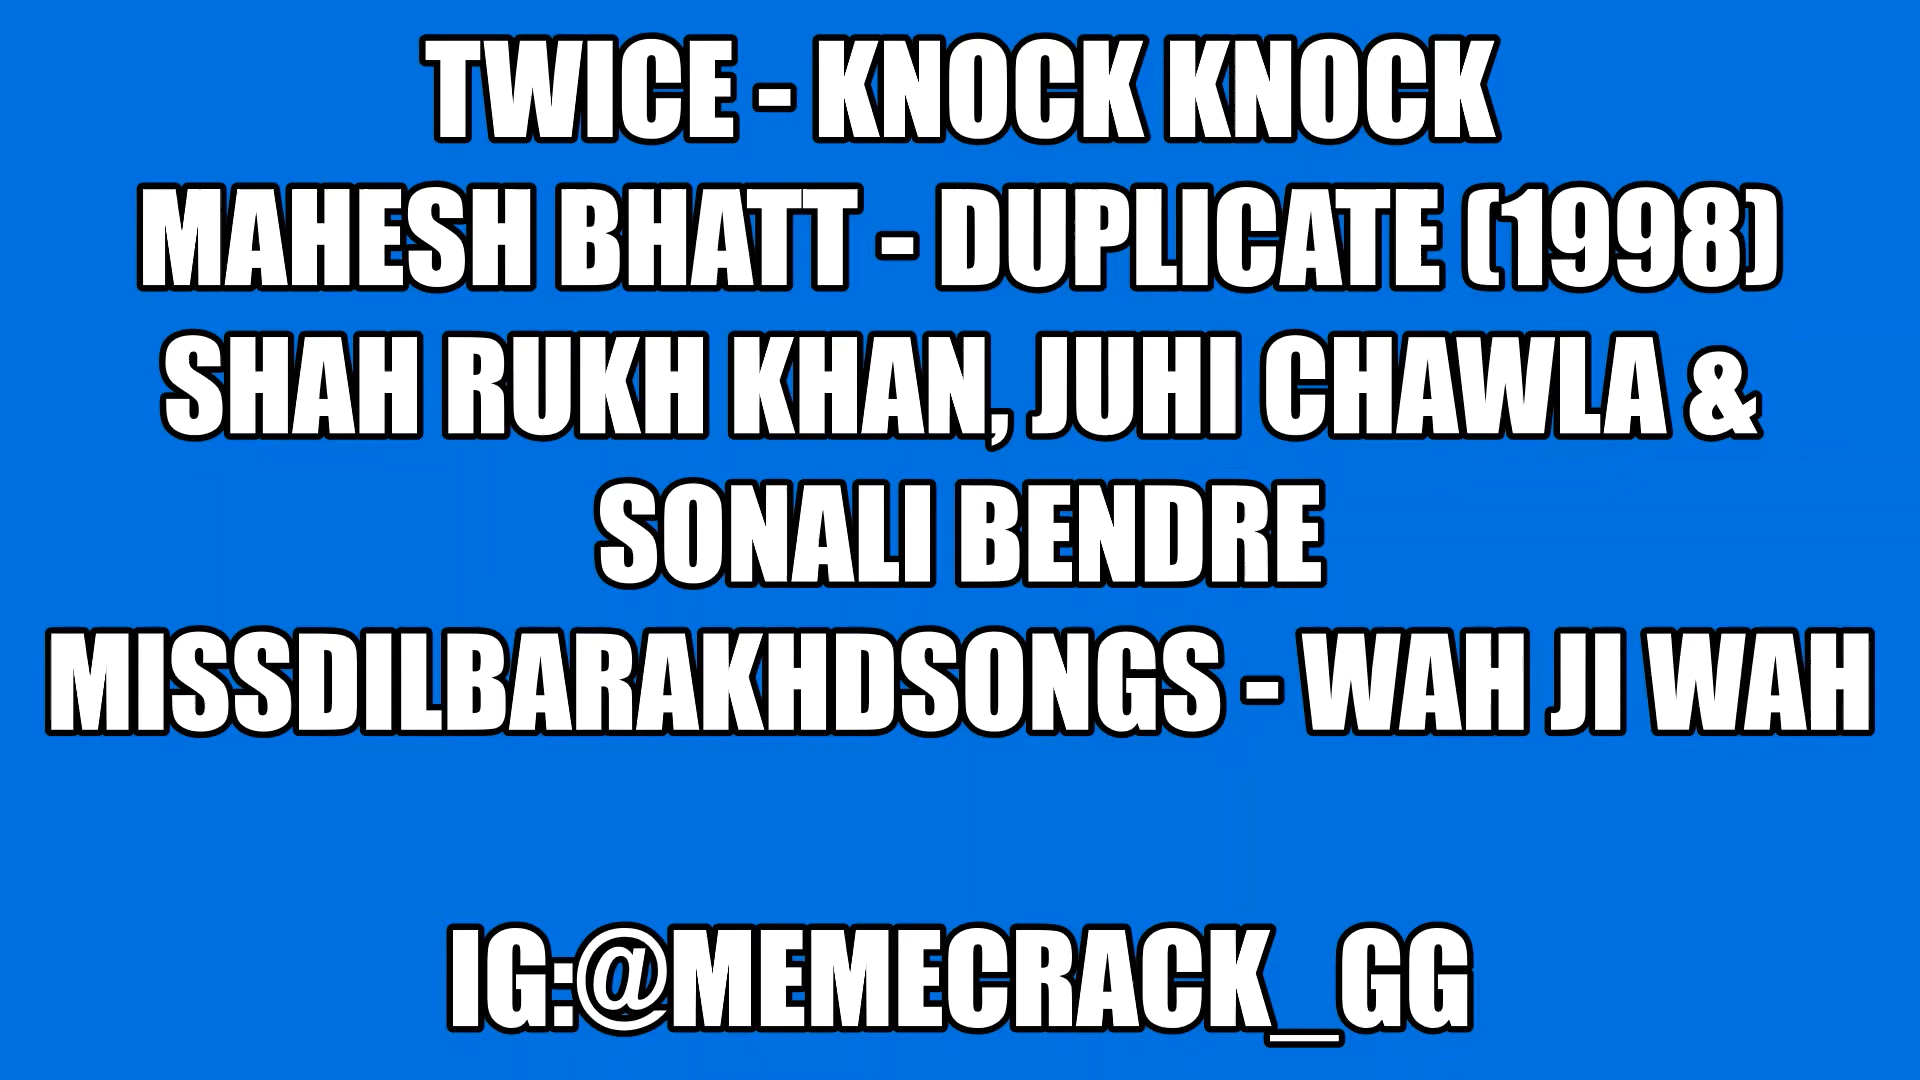 TWICE - KNOCK KNOCK
MAHESH BHATT - DUPLICATE (1998)
SHAH RUKH KHAN, JUHI CHAWLA &
SONALI BENDRE
MISSDILBARAKHDSONGS - WAH JI WAH
IG:@MEMECRACK_GG